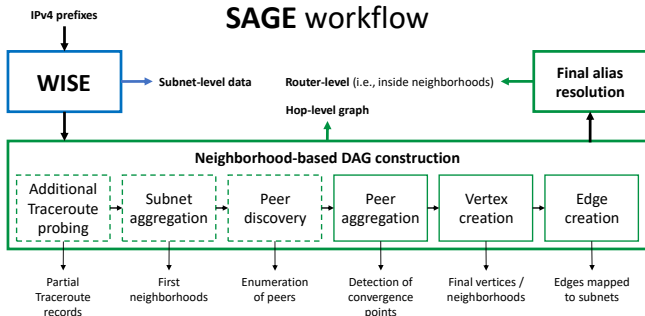 SAGE workflow
IPv4 prefixes
WISE
Subnet-level data
Router-level (i.e., inside neighborhoods)
Final alias
resolution
Hop-level graph
Neighborhood-based DAG construction
Additional
Traceroute
probing
Subnet
aggregation
Peer
discovery
Peer
aggregation
Vertex
creation
Edge
creation
Partial
Traceroute
records
First
neighborhoods
Enumeration
of peers
Detection of
convergence
points
Final vertices /
neighborhoods
Edges mapped
to subnets